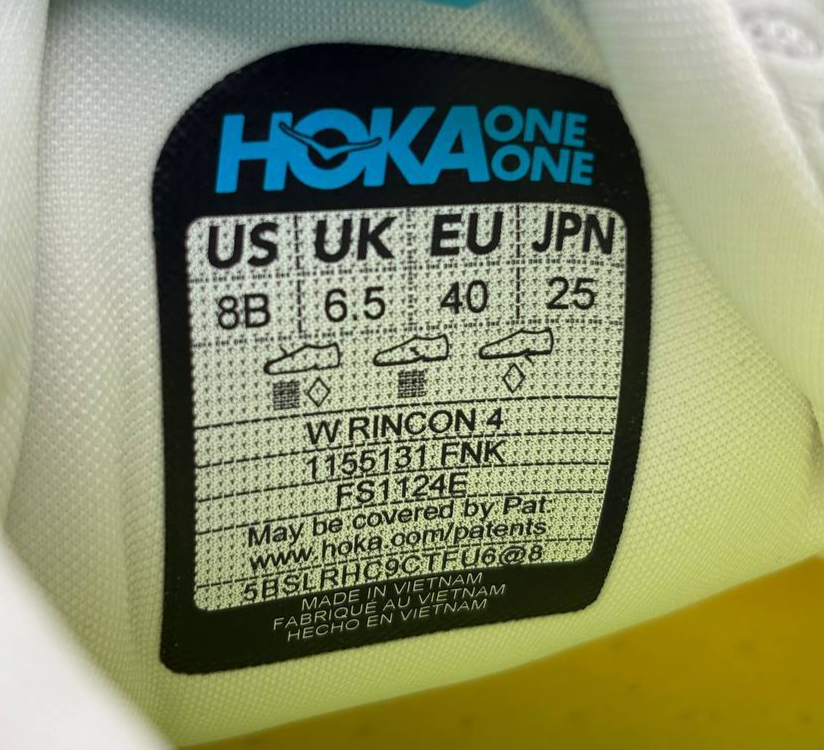 HOKA ONE ONE
US UK EU JPN
8B 6.5 40 25
W RINCON 4
1155131 FNK
FS1124E
May be covered by Pat:
www.hoka.com/patents
5BSLRHC9CTFU6@8
MADE IN VIETNAM
FABRIQUÉ AU VIETNAM
HECHO EN VIETNAM